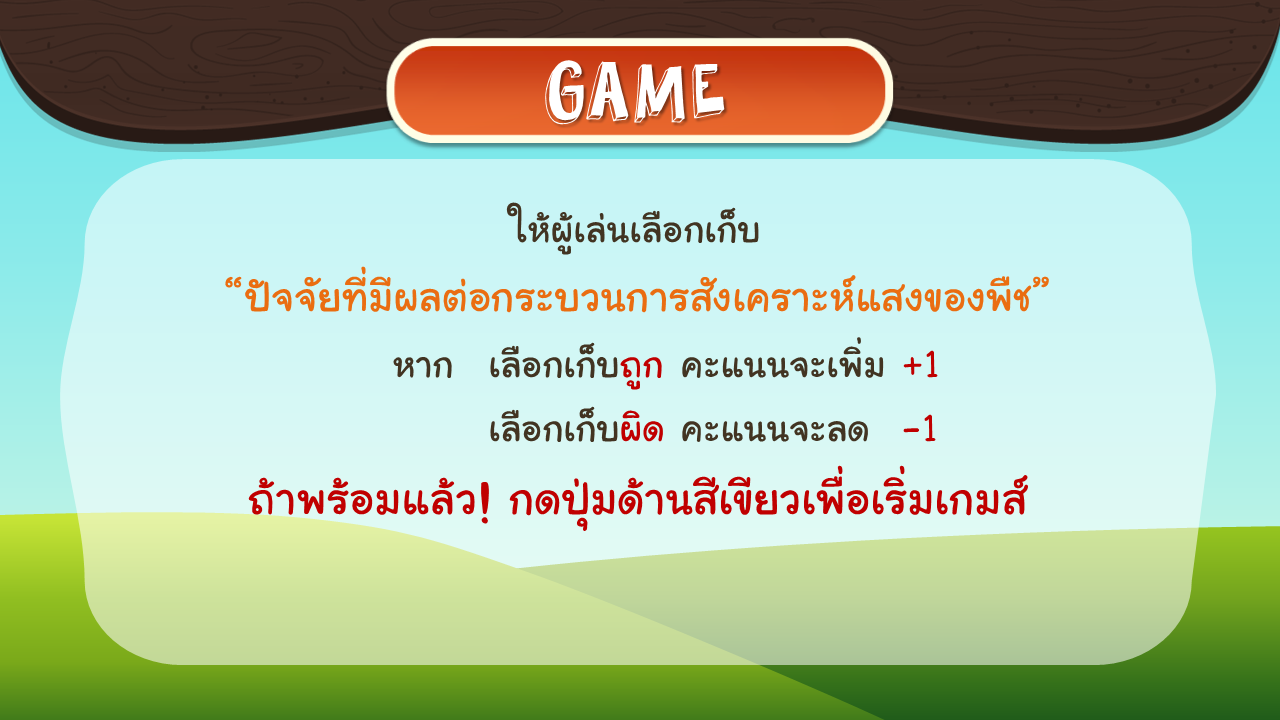 GAME
ให้ผู้เล่นเลือกเก็บ
“ปัจจัยที่มีผลต่อกระบวนการสังเคราะห์แสงของพืช”
หาก เลือกเก็บถูก คะแนนจะเพิ่ม +1
เลือกเก็บผิด คะแนนจะลด -1
ถ้าพร้อมแล้ว! กดปุ่มด้านสีเขียวเพื่อเริ่มเกมส์